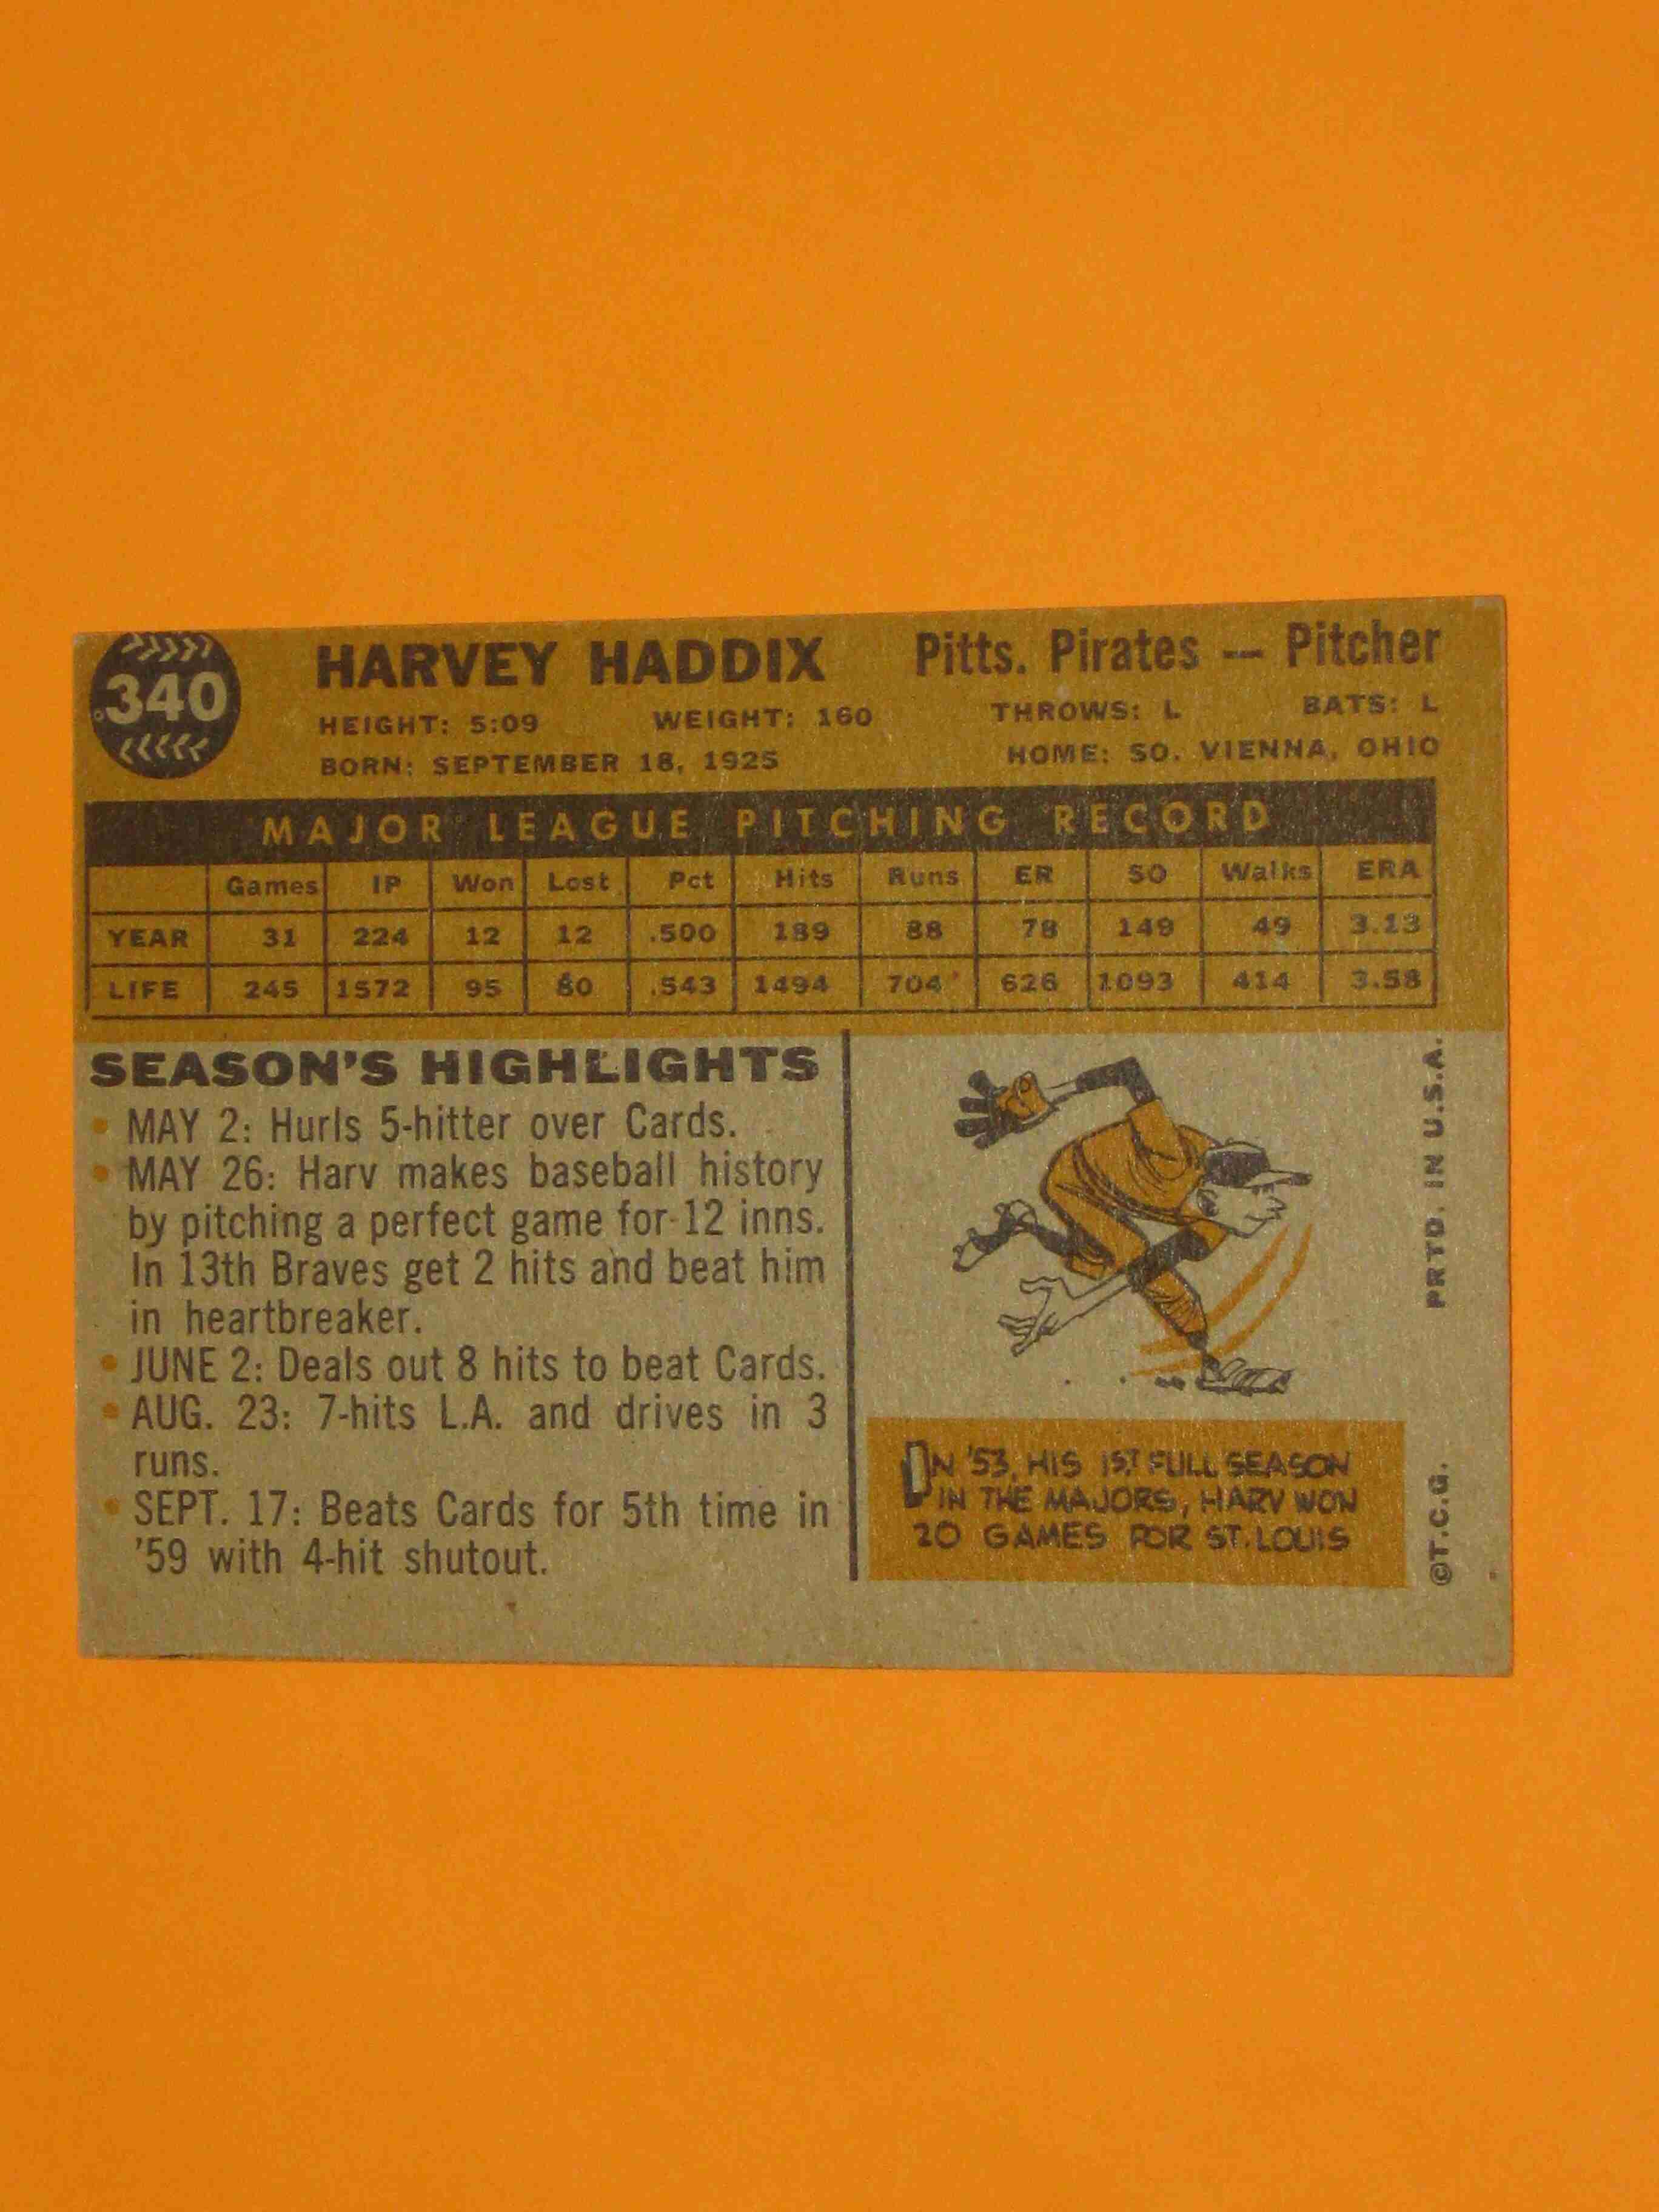 340
HARVEY HADDIX Pitts. Pirates — Pitcher
HEIGHT: 5:09 WEIGHT: 160 THROWS: L BATS: L
BORN: SEPTEMBER 18, 1925 HOME: SO. VIENNA, OHIO
MAJOR LEAGUE PITCHING RECORD
Games IP Won Lost Pct Hits Runs ER SO Walks ERA
YEAR 31 224 12 12 .500 189 88 78 149 49 3.13
LIFE 245 1572 95 80 .543 1494 704 626 1093 414 3.58
SEASON'S HIGHLIGHTS
• MAY 2: Hurls 5-hitter over Cards.
• MAY 26: Harv makes baseball history
by pitching a perfect game for 12 inns.
In 13th Braves get 2 hits and beat him
in heartbreaker.
• JUNE 2: Deals out 8 hits to beat Cards.
• AUG. 23: 7-hits L.A. and drives in 3
runs.
• SEPT. 17: Beats Cards for 5th time in
'59 with 4-hit shutout.
IN '53, HIS 1ST FULL SEASON
IN THE MAJORS, HARV WON
20 GAMES FOR ST. LOUIS
©T.C.G. PRTD. IN U.S.A.